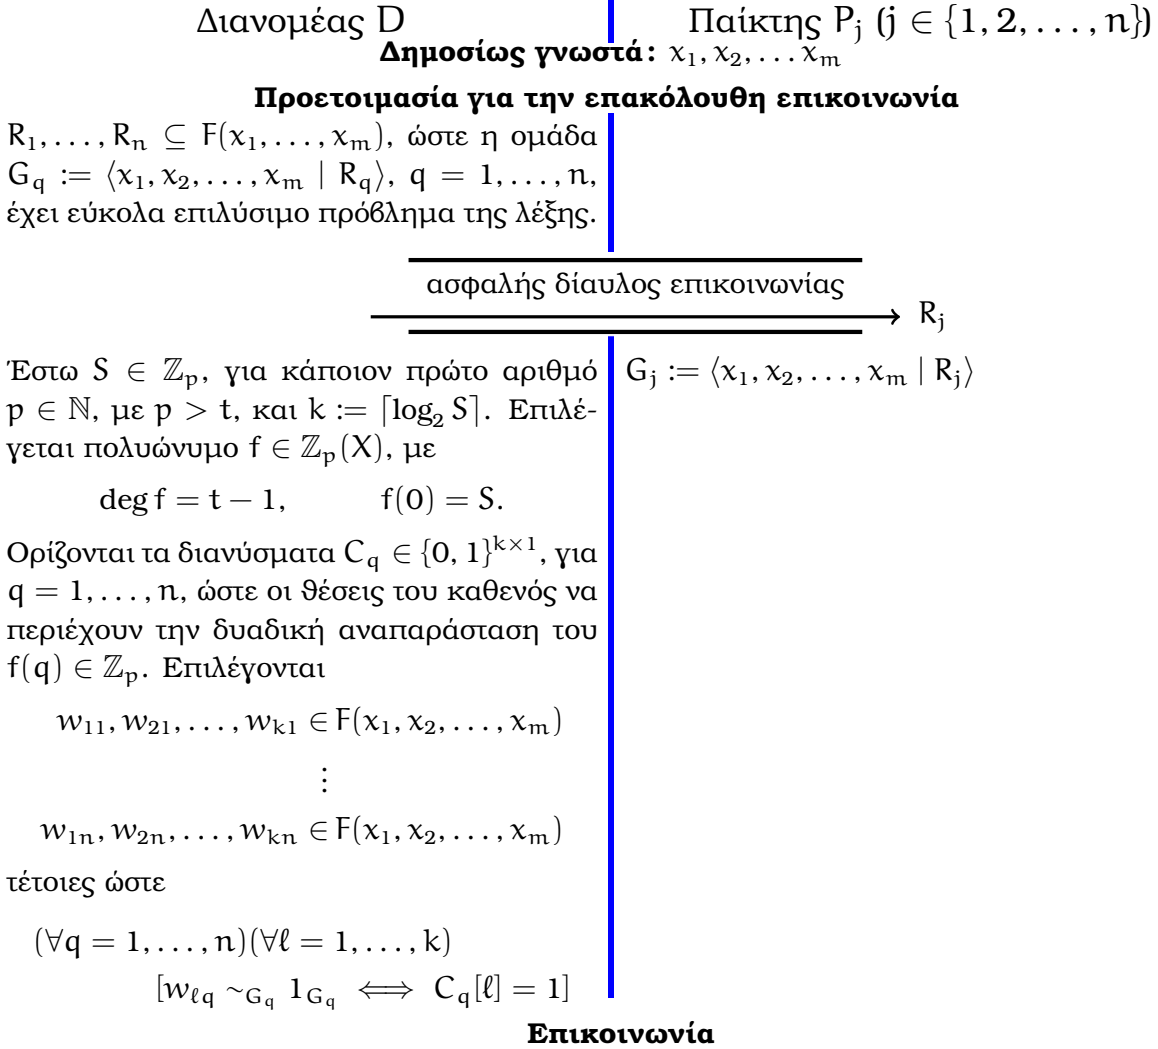 Διανομέας D
Παίκτης P_j (j ∈ {1, 2, . . . , n})
Δημοσίως γνωστά: x_1, x_2, . . . x_m
Προετοιμασία για την επακόλουθη επικοινωνία
R_1, . . . , R_n ⊆ F(x_1, . . . , x_m), ώστε η ομάδα
G_q := ⟨x_1, x_2, . . . , x_m | R_q⟩, q = 1, . . . , n,
έχει εύκολα επιλύσιμο πρόβλημα της λέξης.
ασφαλής δίαυλος επικοινωνίας
R_j
Έστω S ∈ ℤ_p, για κάποιον πρώτο αριθμό
p ∈ ℕ, με p > t, και k := ⌈log_2 S⌉. Επιλέ-
γεται πολυώνυμο f ∈ ℤ_p(X), με
deg f = t − 1, f(0) = S.
Ορίζονται τα διανύσματα C_q ∈ {0, 1}^{k×1}, για
q = 1, . . . , n, ώστε οι θέσεις του καθενός να
περιέχουν την δυαδική αναπαράσταση του
f(q) ∈ ℤ_p. Επιλέγονται
w_{11}, w_{21}, . . . , w_{k1} ∈ F(x_1, x_2, . . . , x_m)
⋮
w_{1n}, w_{2n}, . . . , w_{kn} ∈ F(x_1, x_2, . . . , x_m)
τέτοιες ώστε
(∀q = 1, . . . , n)(∀ℓ = 1, . . . , k)
[w_{ℓq} ∼_{G_q} 1_{G_q} ⟺ C_q[ℓ] = 1]
G_j := ⟨x_1, x_2, . . . , x_m | R_j⟩
Επικοινωνία